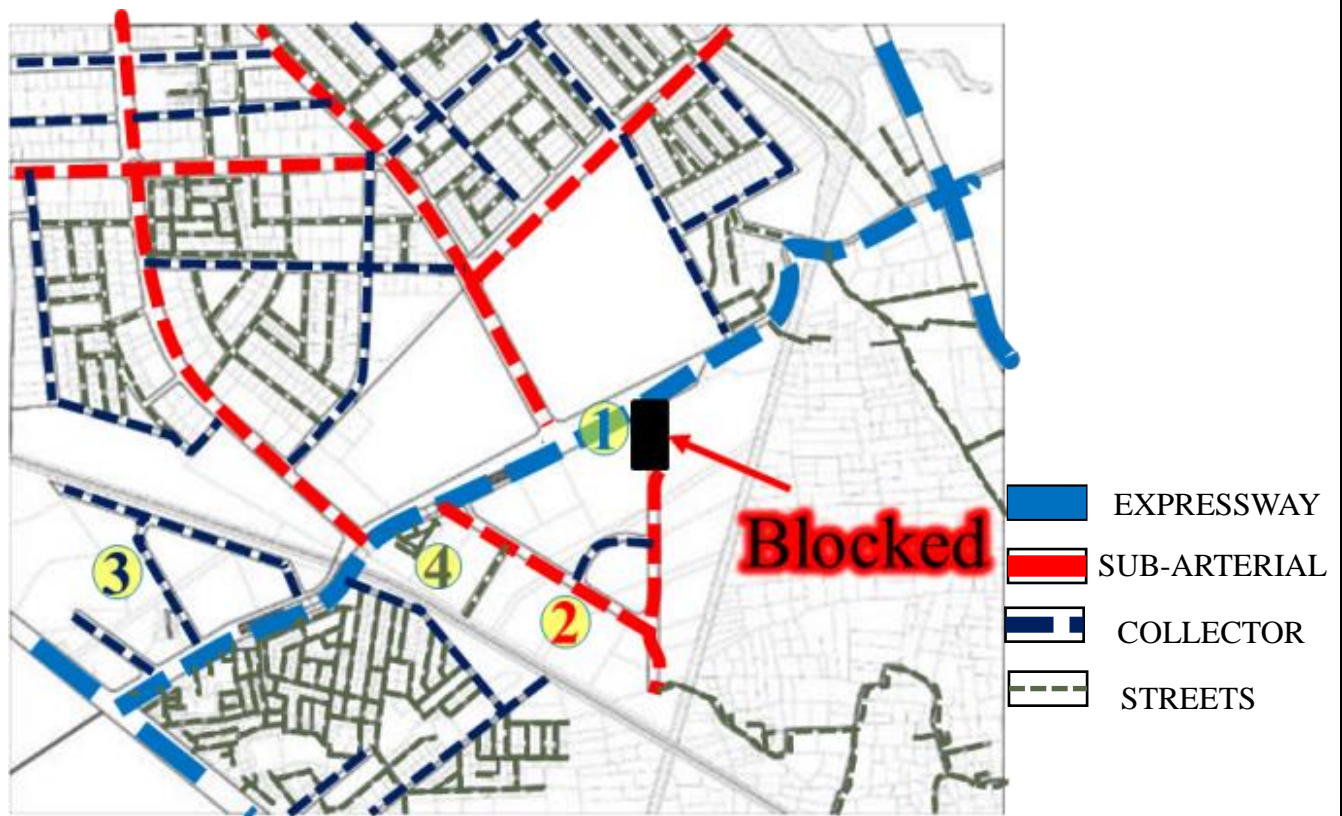 1
Blocked
3
4
2
EXPRESSWAY
SUB-ARTERIAL
COLLECTOR
STREETS